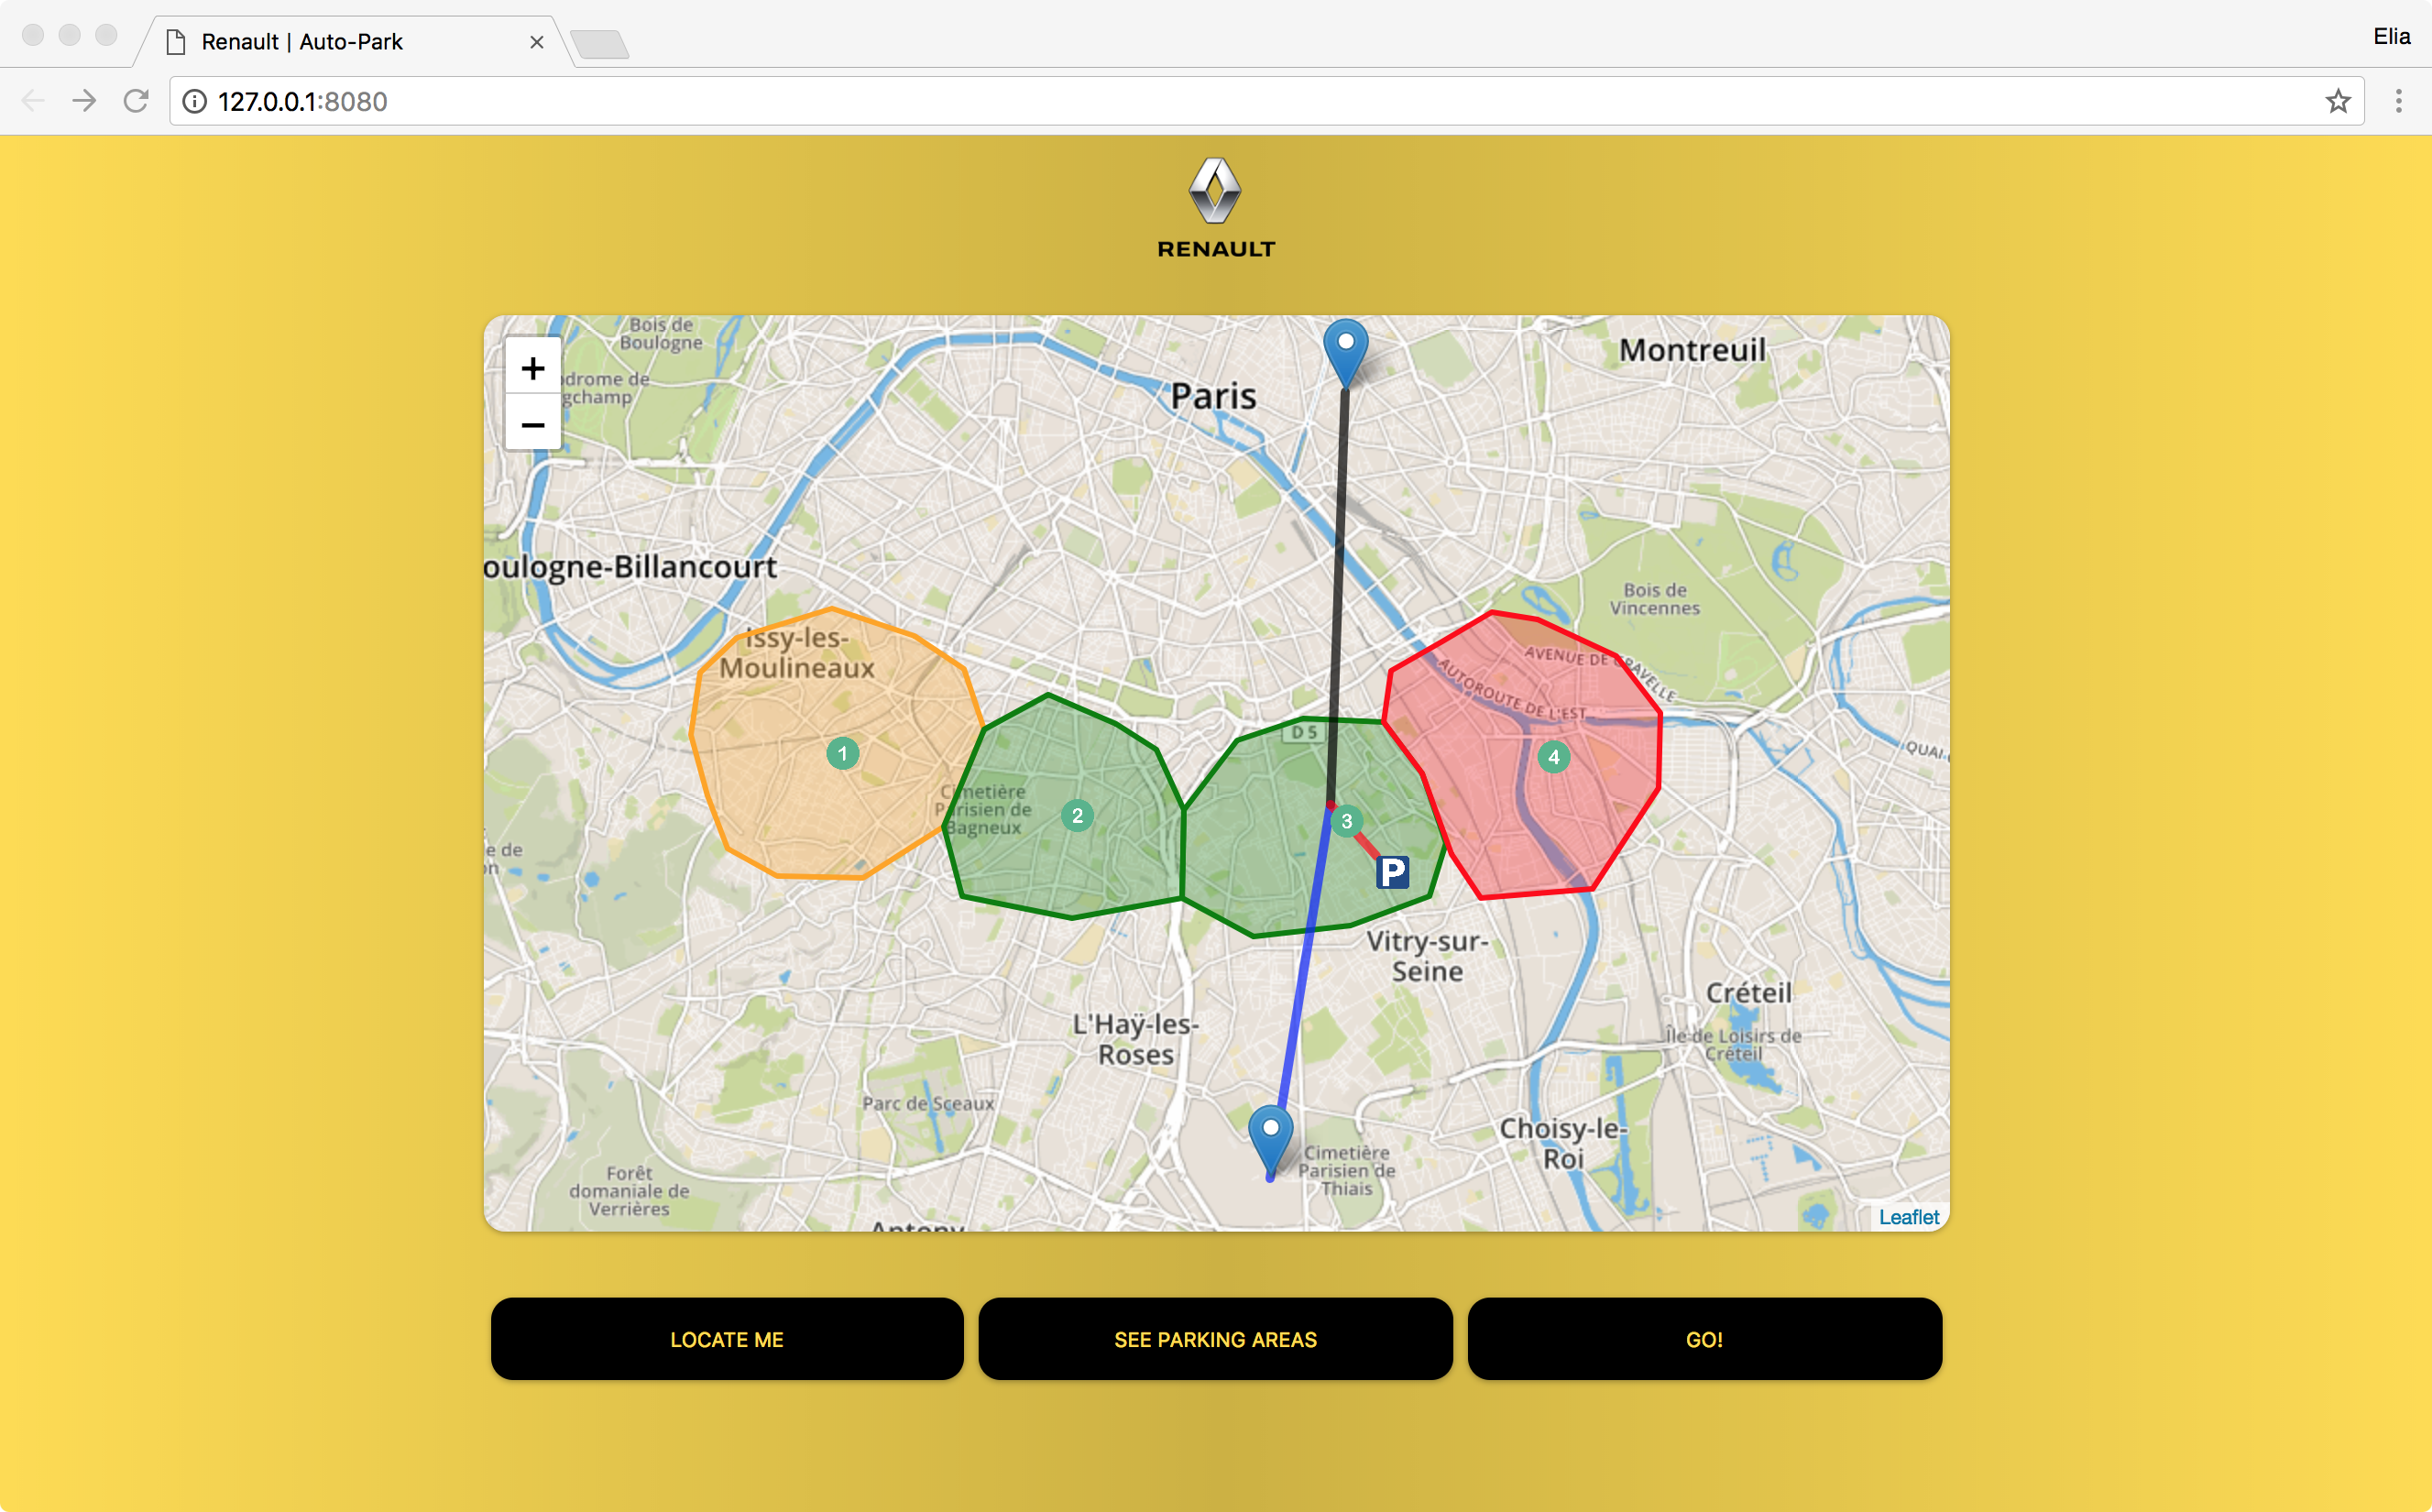 Renault | Auto-Park
Elia
127.0.0.1:8080
RENAULT
Bois de
Boulogne
+
odrome de
gchamp
−
Paris
Montreuil
oulogne-Billancourt
Bois de
Vincennes
Issy-les-
Moulineaux
AVENUE DE GRAVELLE
AUTOROUTE DE L'EST
D 5
QUAI
1
4
Cimetière
Parisien de
Bagneux
2
3
e de
on
P
Vitry-sur-
Seine
Créteil
L'Haÿ-les-
Roses
Île de Loisirs de
Créteil
Parc de Sceaux
Choisy-le-
Roi
Cimetière
Parisien de
Thiais
Forêt
domaniale de
Verrières
Antony
Leaflet
LOCATE ME
SEE PARKING AREAS
GO!